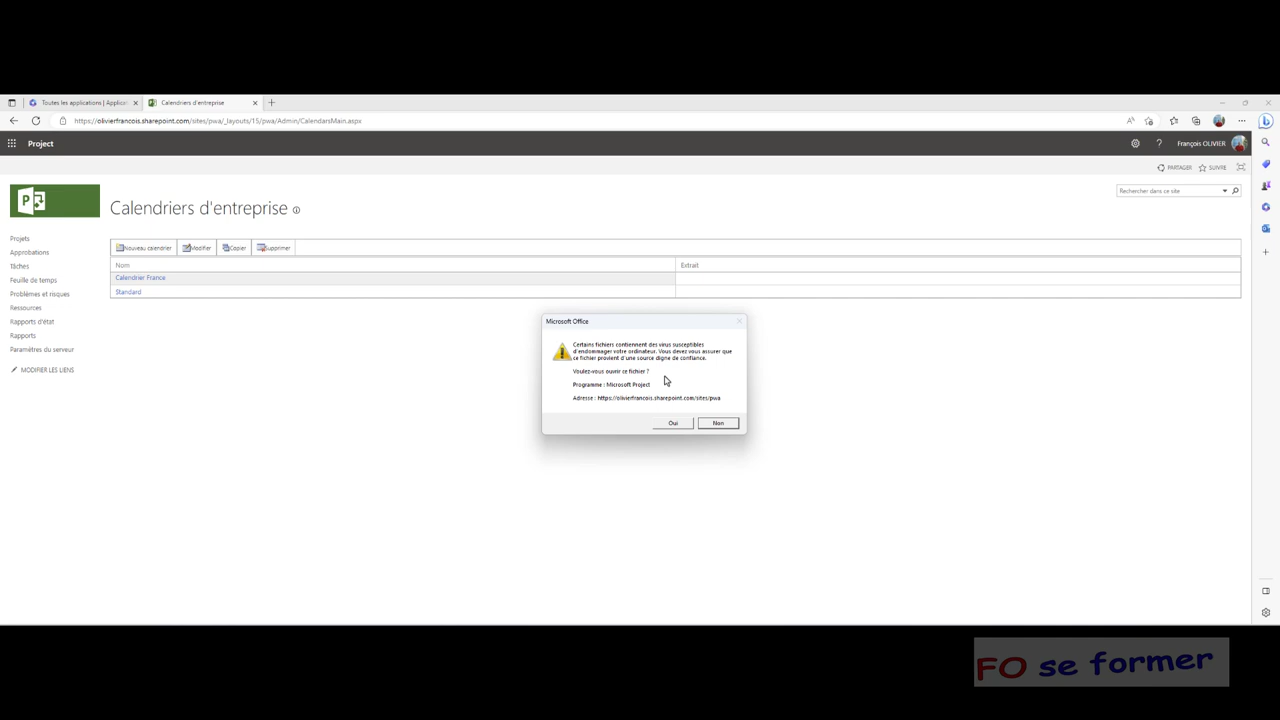 Toutes les applications | Applicat
Calendriers d'entreprise
https://olivierfrancois.sharepoint.com/sites/pwa/_layouts/15/pwa/Admin/CalendarsMain.aspx
Project
François OLIVIER
PARTAGER
SUIVRE
Calendriers d'entreprise
Rechercher dans ce site
Projets
Approbations
Tâches
Feuille de temps
Problèmes et risques
Ressources
Rapports d'état
Rapports
Paramètres du serveur
MODIFIER LES LIENS
Nouveau calendrier
Modifier
Copier
Supprimer
Nom
Extrait
Calendrier France
Standard
Microsoft Office
Certains fichiers contiennent des virus susceptibles
d'endommager votre ordinateur. Vous devez vous assurer que
ce fichier provient d'une source digne de confiance.
Voulez-vous ouvrir ce fichier ?
Programme : Microsoft Project
Adresse : https://olivierfrancois.sharepoint.com/sites/pwa
Oui
Non
FO se former